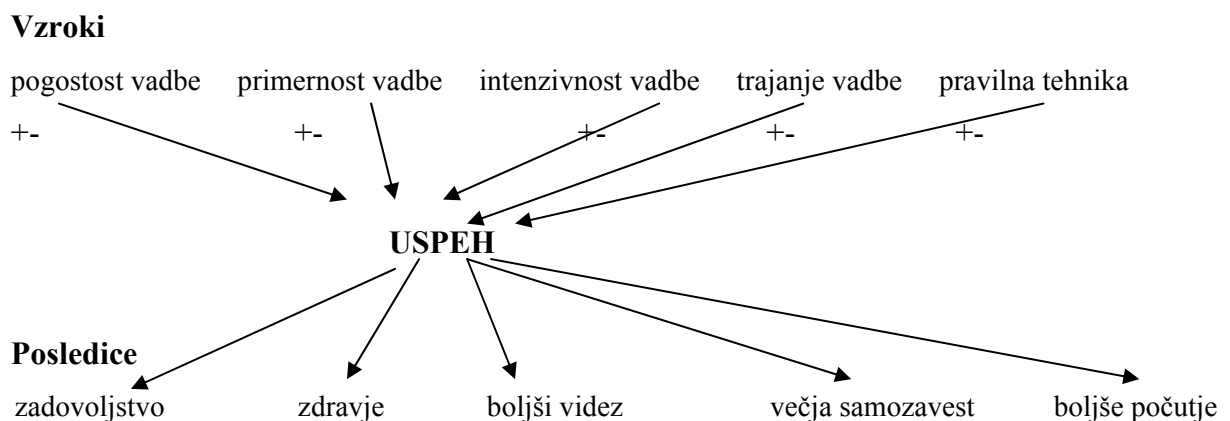 Vzroki
pogostost vadbe primernost vadbe intenzivnost vadbe trajanje vadbe pravilna tehnika
+- +- +- +- +-
USPEH
Posledice
zadovoljstvo zdravje boljši videz večja samozavest boljše počutje